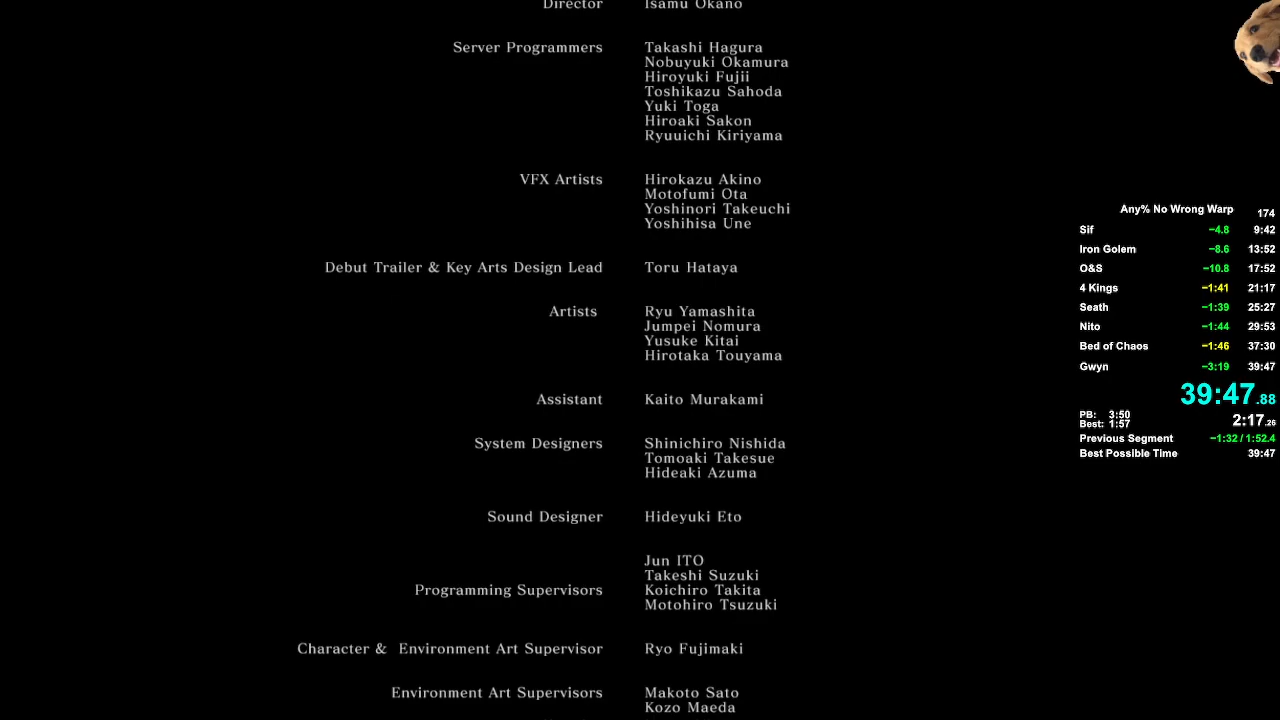 Director Isamu Okano
Server Programmers Takashi Hagura
Nobuyuki Okamura
Hiroyuki Fujii
Toshikazu Sahoda
Yuki Toga
Hiroaki Sakon
Ryuuichi Kiriyama
VFX Artists Hirokazu Akino
Motofumi Ota
Yoshinori Takeuchi
Yoshihisa Une
Debut Trailer & Key Arts Design Lead Toru Hataya
Artists Ryu Yamashita
Jumpei Nomura
Yusuke Kitai
Hirotaka Touyama
Assistant Kaito Murakami
System Designers Shinichiro Nishida
Tomoaki Takesue
Hideaki Azuma
Sound Designer Hideyuki Eto
Jun ITO
Takeshi Suzuki
Programming Supervisors Koichiro Takita
Motohiro Tsuzuki
Character & Environment Art Supervisor Ryo Fujimaki
Environment Art Supervisors Makoto Sato
Kozo Maeda
Any% No Wrong Warp 174
Sif −4.8 9:42
Iron Golem −8.6 13:52
O&S −10.8 17:52
4 Kings −1:41 21:17
Seath −1:39 25:27
Nito −1:44 29:53
Bed of Chaos −1:46 37:30
Gwyn −3:19 39:47
39:47.88
PB: 3:50
Best: 1:57 2:17.26
Previous Segment −1:32 / 1:52.4
Best Possible Time 39:47